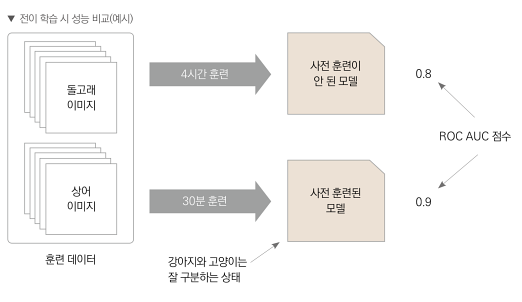 ▼ 전이 학습 시 성능 비교(예시)
돌고래
이미지
4시간 훈련
사전 훈련이
안 된 모델
0.8
ROC AUC 점수
상어
이미지
30분 훈련
사전 훈련된
모델
0.9
훈련 데이터
강아지와 고양이는
잘 구분하는 상태